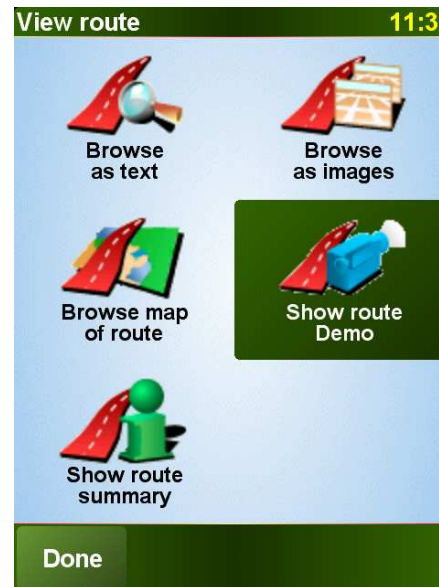 View route 11:3
Browse
as text
Browse
as images
Browse map
of route
Show route
Demo
Show route
summary
Done